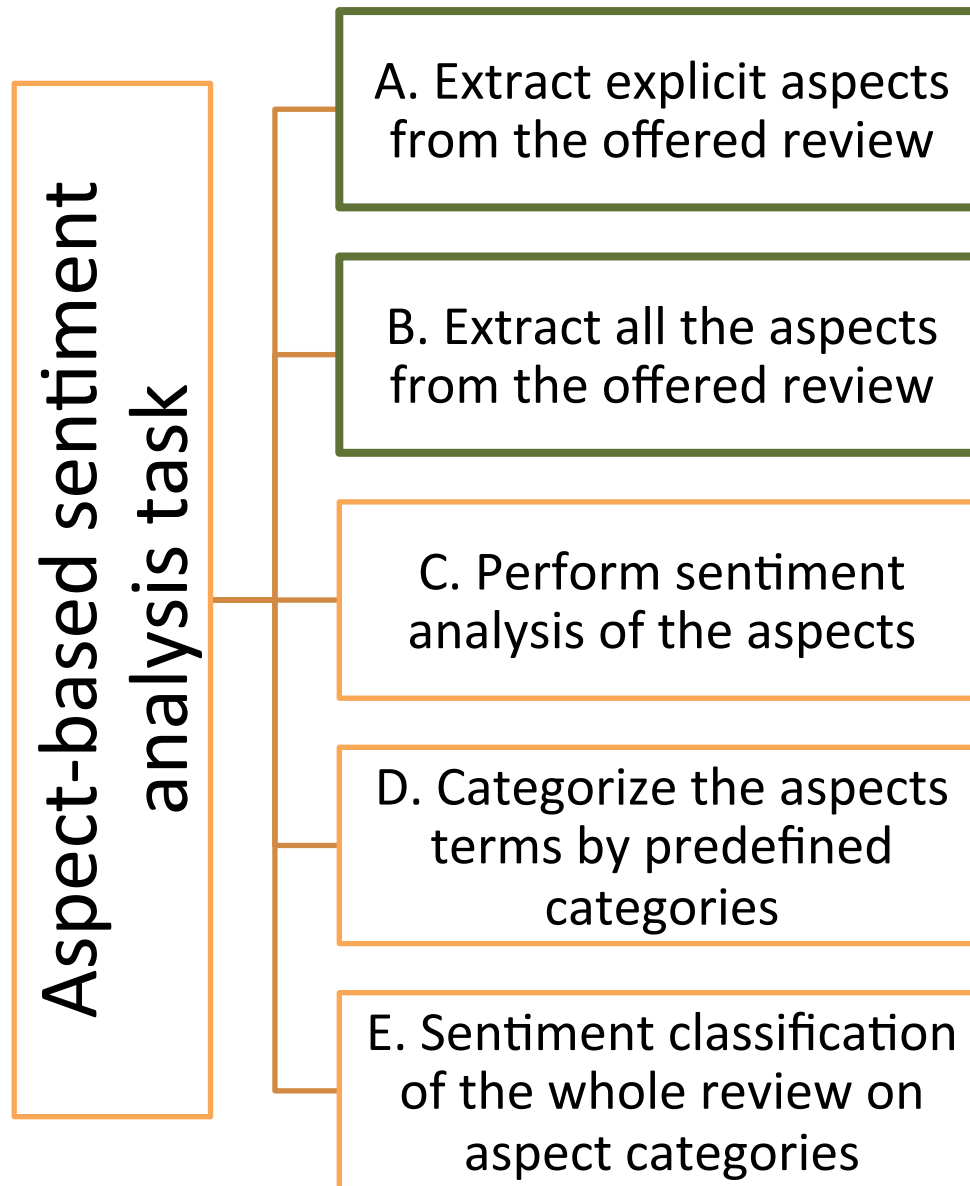 Aspect-based sentiment
analysis task
A. Extract explicit aspects
from the offered review
B. Extract all the aspects
from the offered review
C. Perform sentiment
analysis of the aspects
D. Categorize the aspects
terms by predefined
categories
E. Sentiment classification
of the whole review on
aspect categories